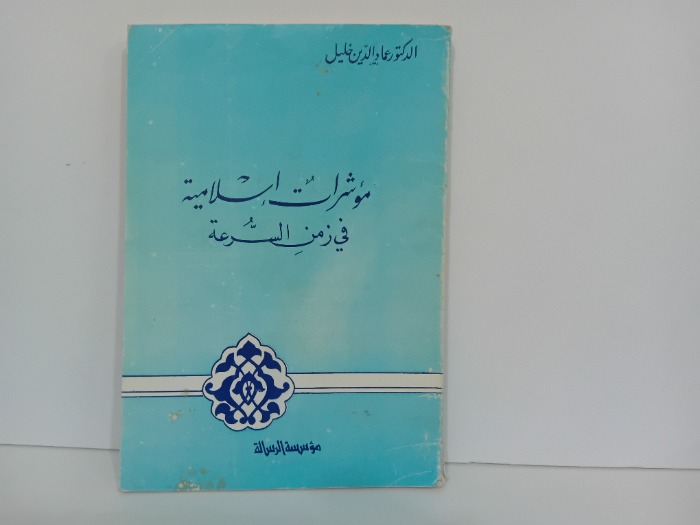 الدكتور عماد الدين خليل
مؤشرات إسلامية
في زمن السرعة
مؤسسة الرسالة